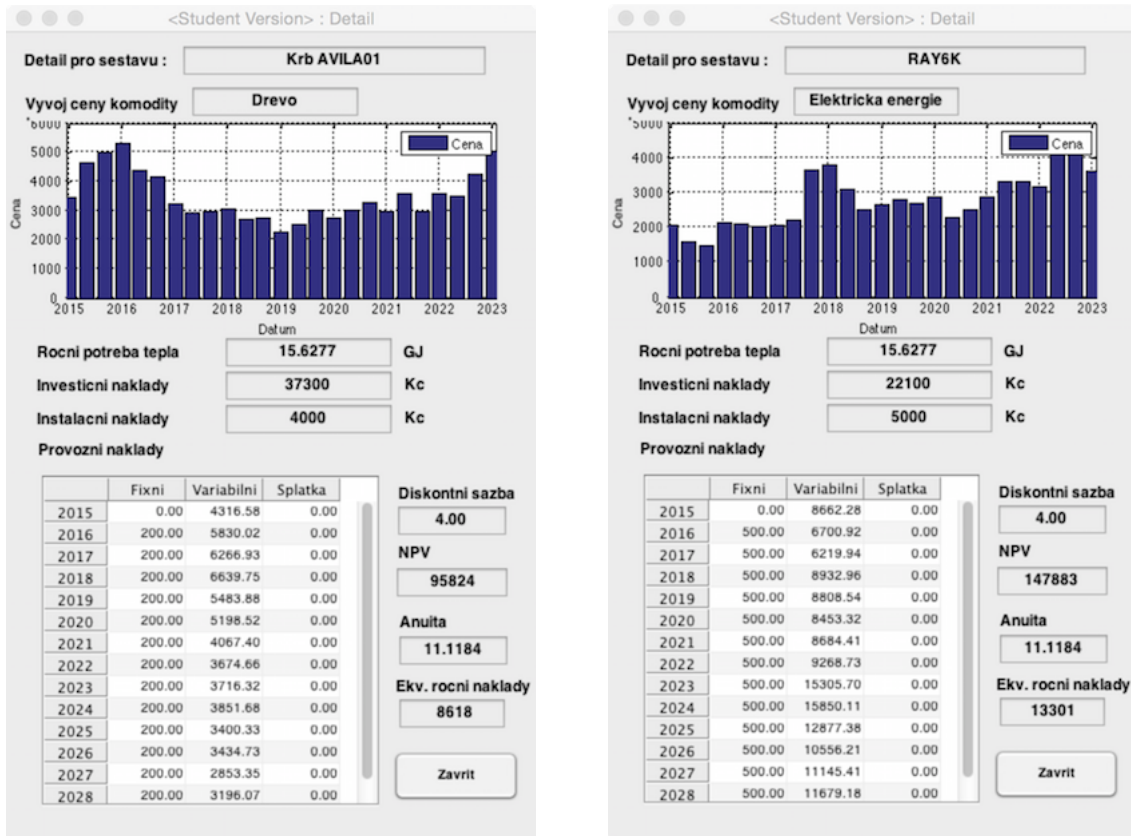 <Student Version> : Detail
Detail pro sestavu : Krb AVILA01
Vyvoj ceny komodity Drevo
6000
5000
4000
3000
2000
1000
0
Cena
Cena
2015 2016 2017 2018 2019 2020 2021 2022 2023
Datum
Rocni potreba tepla 15.6277 GJ
Investicni naklady 37300 Kc
Instalacni naklady 4000 Kc
Provozni naklady
Fixni Variabilni Splatka
2015 0.00 4316.58 0.00
2016 200.00 5830.02 0.00
2017 200.00 6266.93 0.00
2018 200.00 6639.75 0.00
2019 200.00 5483.88 0.00
2020 200.00 5198.52 0.00
2021 200.00 4067.40 0.00
2022 200.00 3674.66 0.00
2023 200.00 3716.32 0.00
2024 200.00 3851.68 0.00
2025 200.00 3400.33 0.00
2026 200.00 3434.73 0.00
2027 200.00 2853.35 0.00
2028 200.00 3196.07 0.00
Diskontni sazba
4.00
NPV
95824
Anuita
11.1184
Ekv. rocni naklady
8618
Zavrit
<Student Version> : Detail
Detail pro sestavu : RAY6K
Vyvoj ceny komodity Elektricka energie
5000
4000
3000
2000
1000
0
Cena
Cena
2015 2016 2017 2018 2019 2020 2021 2022 2023
Datum
Rocni potreba tepla 15.6277 GJ
Investicni naklady 22100 Kc
Instalacni naklady 5000 Kc
Provozni naklady
Fixni Variabilni Splatka
2015 0.00 8662.28 0.00
2016 500.00 6700.92 0.00
2017 500.00 6219.94 0.00
2018 500.00 8932.96 0.00
2019 500.00 8808.54 0.00
2020 500.00 8453.32 0.00
2021 500.00 8684.41 0.00
2022 500.00 9268.73 0.00
2023 500.00 15305.70 0.00
2024 500.00 15850.11 0.00
2025 500.00 12877.38 0.00
2026 500.00 10556.21 0.00
2027 500.00 11145.41 0.00
2028 500.00 11679.18 0.00
Diskontni sazba
4.00
NPV
147883
Anuita
11.1184
Ekv. rocni naklady
13301
Zavrit